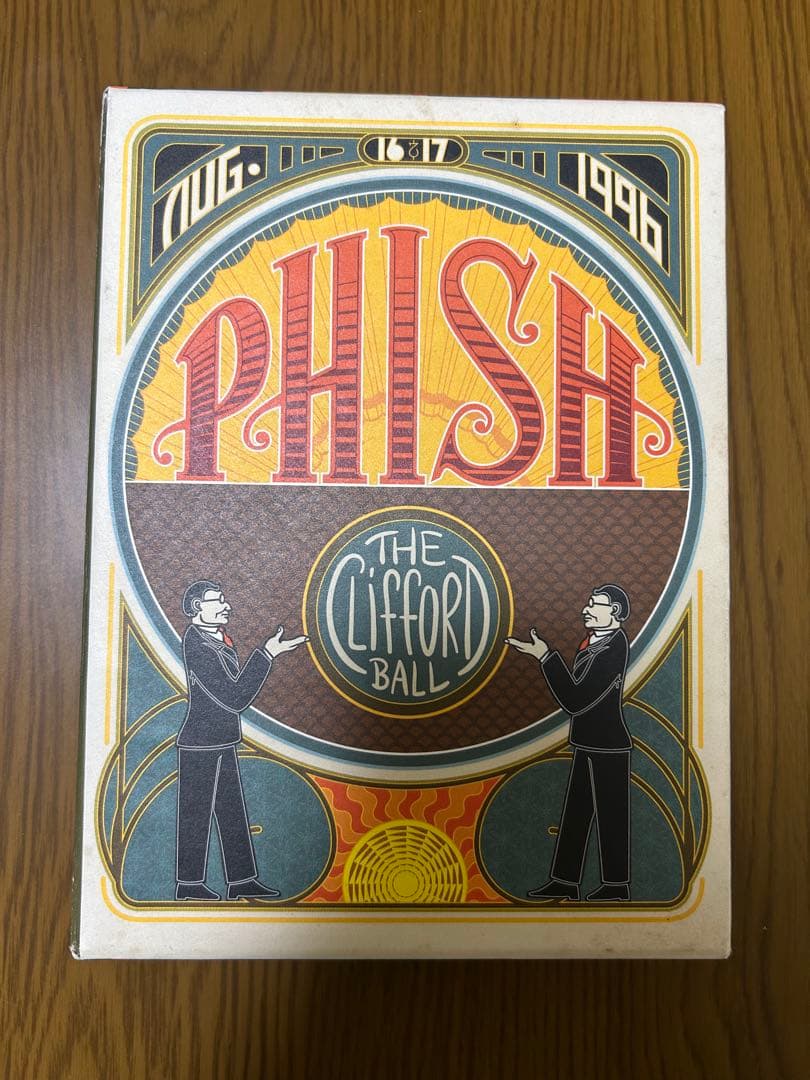 AUG. 16 & 17 1996
PHISH
THE
CLIFFORD
BALL